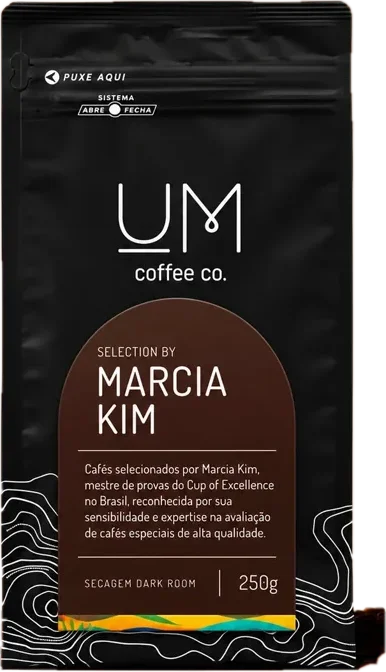 PUXE AQUI
SISTEMA
ABRE FECHA
UM
coffee co.
SELECTION BY
MARCIA
KIM
Cafés selecionados por Marcia Kim,
mestre de provas do Cup of Excellence
no Brasil, reconhecida por sua
sensibilidade e expertise na avaliação
de cafés especiais de alta qualidade.
SECAGEM DARK ROOM | 250g